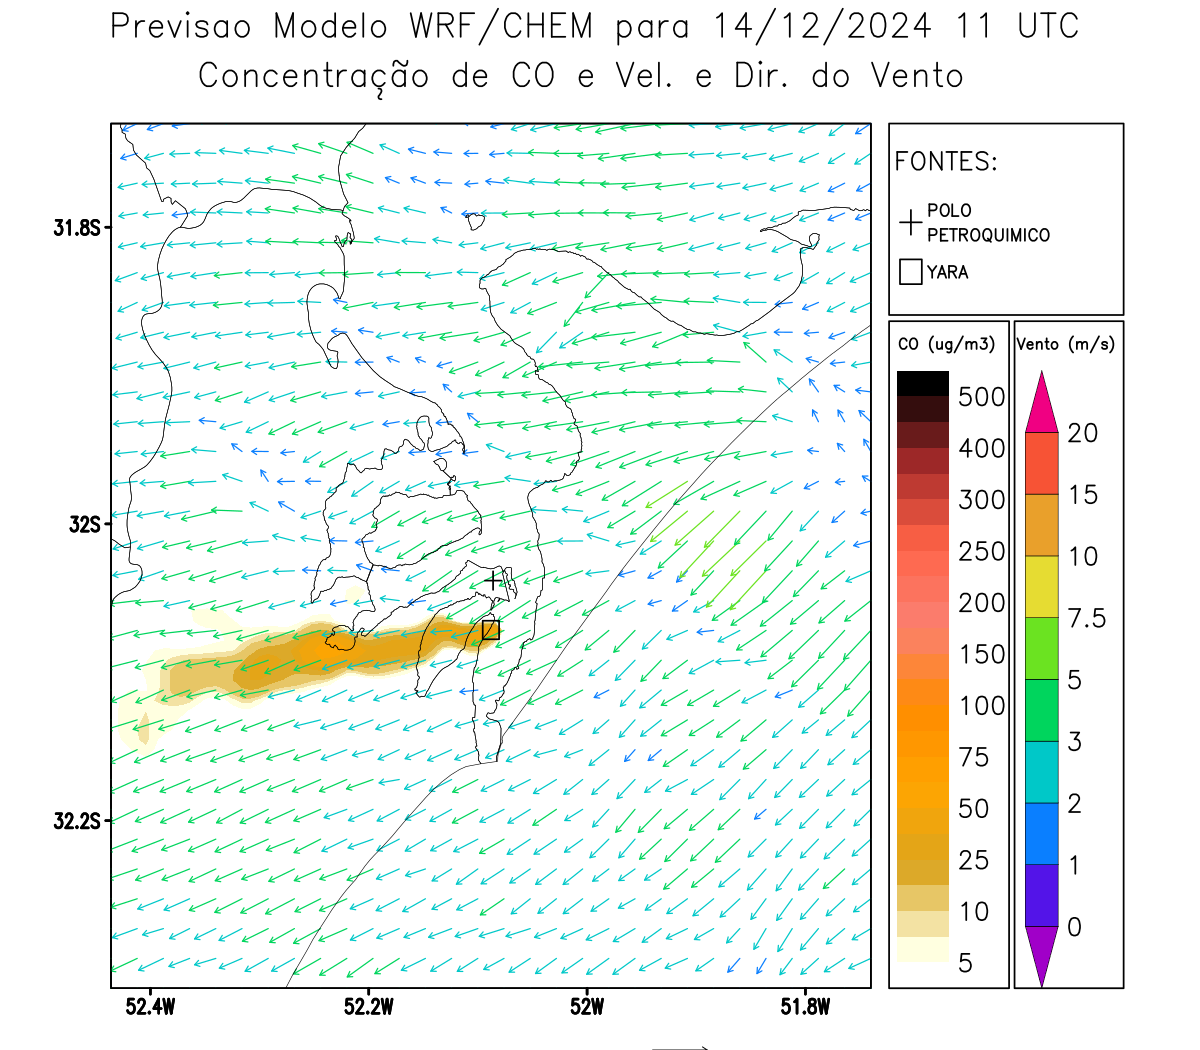 Previsao Modelo WRF/CHEM para 14/12/2024 11 UTC
Concentração de CO e Vel. e Dir. do Vento
FONTES:
POLO
PETROQUIMICO
YARA
CO (ug/m3)
500
400
300
250
200
150
100
75
50
25
10
5
Vento (m/s)
20
15
10
7.5
5
3
2
1
0
31.8S
32S
32.2S
52.4W
52.2W
52W
51.8W